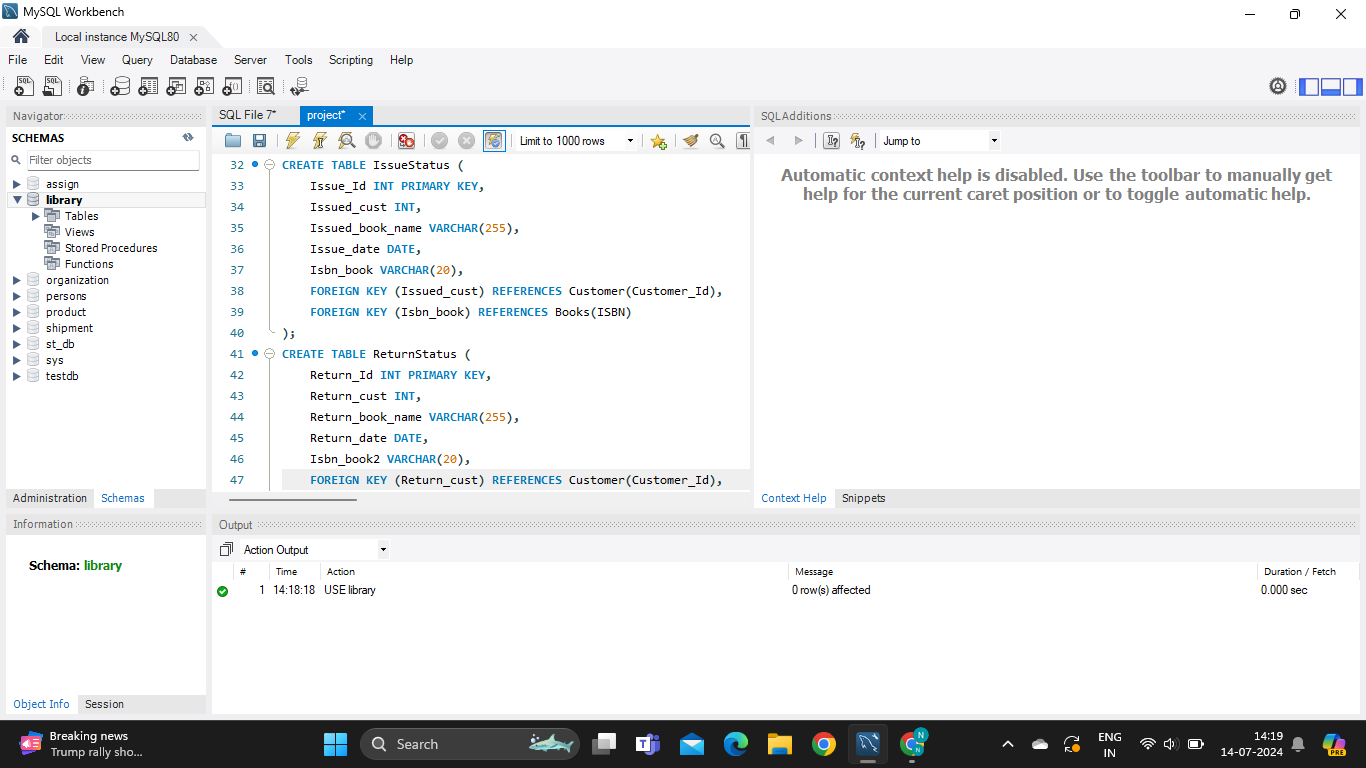 MySQL Workbench
Local instance MySQL80
File Edit View Query Database Server Tools Scripting Help
Navigator
SCHEMAS
Filter objects
assign
library
Tables
Views
Stored Procedures
Functions
organization
persons
product
shipment
st_db
sys
testdb
Administration Schemas
Information
Schema: library
Object Info Session
SQL File 7* project*
Limit to 1000 rows
32 CREATE TABLE IssueStatus (
33 Issue_Id INT PRIMARY KEY,
34 Issued_cust INT,
35 Issued_book_name VARCHAR(255),
36 Issue_date DATE,
37 Isbn_book VARCHAR(20),
38 FOREIGN KEY (Issued_cust) REFERENCES Customer(Customer_Id),
39 FOREIGN KEY (Isbn_book) REFERENCES Books(ISBN)
40 );
41 CREATE TABLE ReturnStatus (
42 Return_Id INT PRIMARY KEY,
43 Return_cust INT,
44 Return_book_name VARCHAR(255),
45 Return_date DATE,
46 Isbn_book2 VARCHAR(20),
47 FOREIGN KEY (Return_cust) REFERENCES Customer(Customer_Id),
SQLAdditions
Jump to
Automatic context help is disabled. Use the toolbar to manually get
help for the current caret position or to toggle automatic help.
Context Help Snippets
Output
Action Output
# Time Action Message Duration / Fetch
1 14:18:18 USE library 0 row(s) affected 0.000 sec
Breaking news
Trump rally sho...
Search
ENG
IN
14:19
14-07-2024